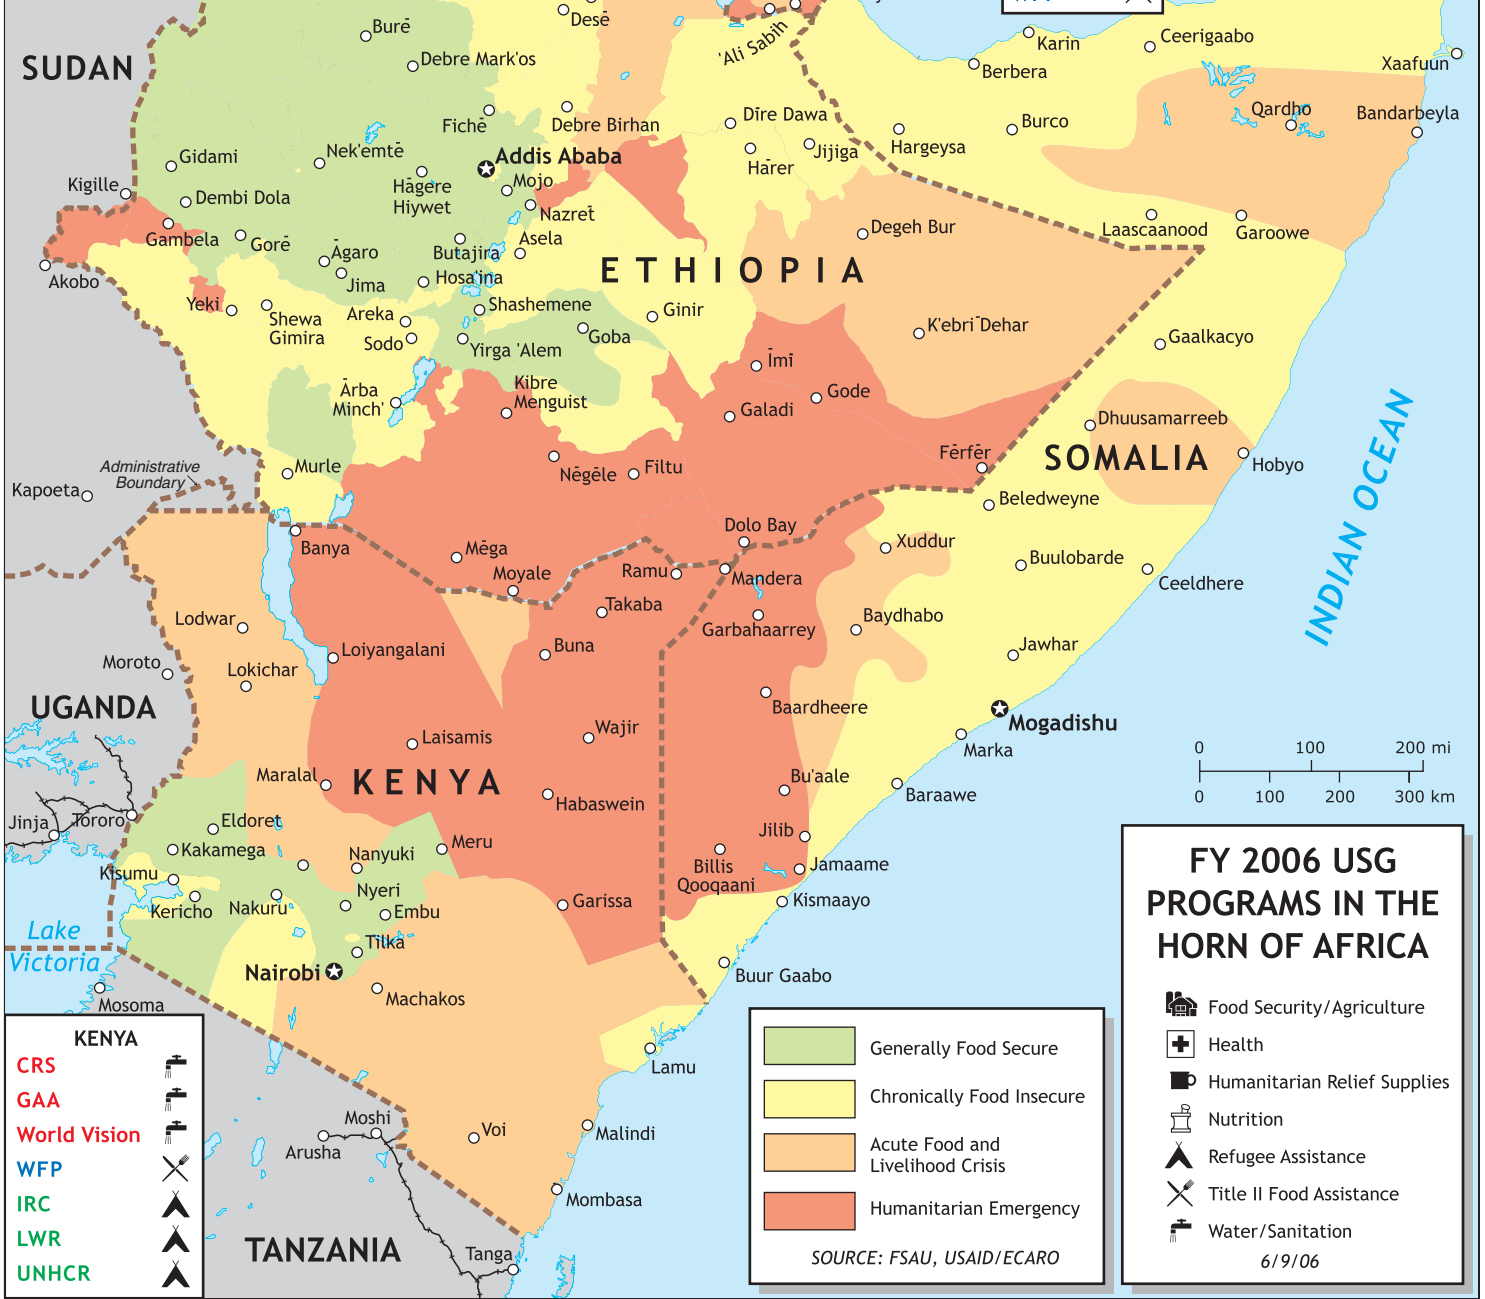 Burē
Desē
'Ali Sabih
Karin
Ceerigaabo
SUDAN
Debre Mark'os
Berbera
Xaafuun
Fichē
Debre Birhan
Dīre Dawa
Burco
Qardho
Bandarbeyla
Gidami
Nek'emtē
Addis Ababa
Hārer
Jijiga
Hargeysa
Kigille
Dembi Dola
Hāgere
Hiywet
Mojo
Nazret
Gambela
Gorē
Āgaro
Butajira
Asela
Degeh Bur
Laascaanood
Garoowe
Akobo
Jima
Hosa'ina
ETHIOPIA
Yeki
Shewa
Gimira
Areka
Sodo
Shashemene
Goba
Ginir
K'ebri Dehar
Gaalkacyo
Yirga 'Alem
Īmī
Ārba
Minch'
Kibre
Menguist
Galadi
Gode
Dhuusamarreeb
Fērfēr
SOMALIA
Hobyo
Administrative
Boundary
Murle
Nēgēle
Filtu
Kapoeta
Beledweyne
INDIAN OCEAN
Banya
Mēga
Dolo Bay
Xuddur
Buulobarde
Moyale
Ramu
Mandera
Ceeldhere
Lodwar
Takaba
Garbahaarrey
Baydhabo
Moroto
Lokichar
Loiyangalani
Buna
Jawhar
UGANDA
Baardheere
Mogadishu
Laisamis
Wajir
Marka
Maralal
KENYA
Habaswein
Bu'aale
Baraawe
0 100 200 mi
0 100 200 300 km
Jinja
Tororo
Eldoret
Kakamega
Nanyuki
Meru
Jilib
Billis
Qooqaani
Jamaame
Kisumu
Kericho
Nakuru
Nyeri
Embu
Garissa
Kismaayo
Lake
Victoria
Tilka
Nairobi
Machakos
Buur Gaabo
Mosoma
Lamu
Moshi
Arusha
Voi
Malindi
Mombasa
TANZANIA
Tanga
KENYA
CRS
GAA
World Vision
WFP
IRC
LWR
UNHCR
Generally Food Secure
Chronically Food Insecure
Acute Food and
Livelihood Crisis
Humanitarian Emergency
SOURCE: FSAU, USAID/ECARO
FY 2006 USG
PROGRAMS IN THE
HORN OF AFRICA
Food Security/Agriculture
Health
Humanitarian Relief Supplies
Nutrition
Refugee Assistance
Title II Food Assistance
Water/Sanitation
6/9/06